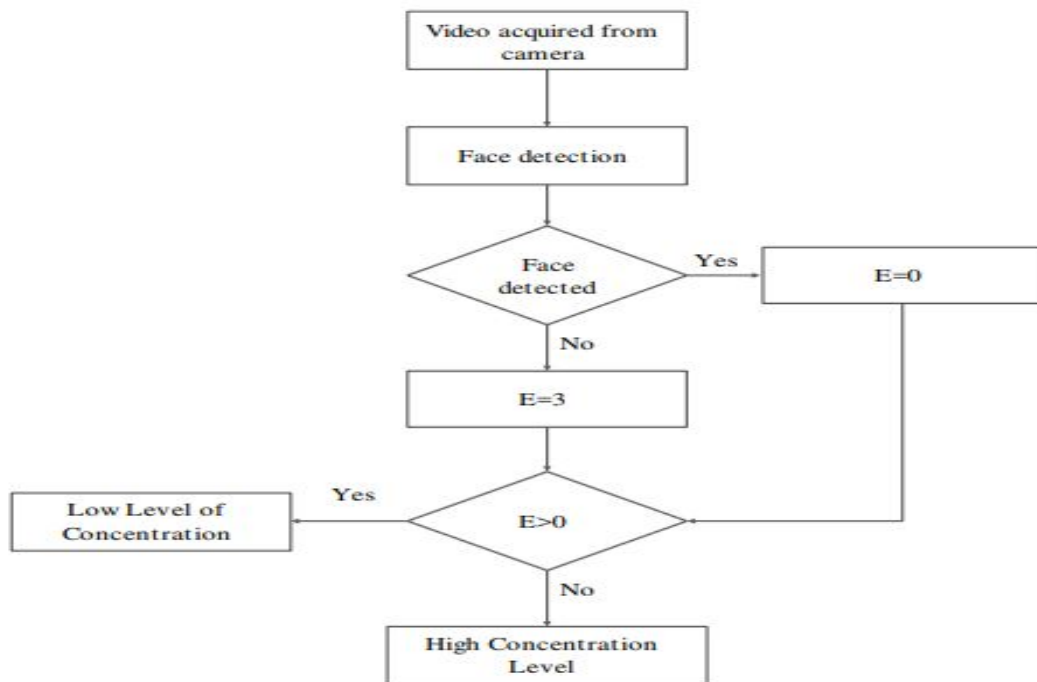 Video acquired from
camera
Face detection
Face
detected
Yes
E=0
No
E=3
E>0
Yes
Low Level of
Concentration
No
High Concentration
Level